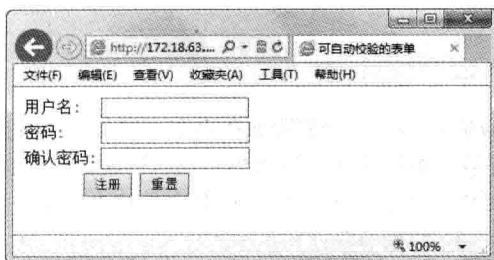 http://172.18.63.... 可自动校验的表单
文件(F) 编辑(E) 查看(V) 收藏夹(A) 工具(T) 帮助(H)
用户名:
密码:
确认密码:
注册 重置
100%